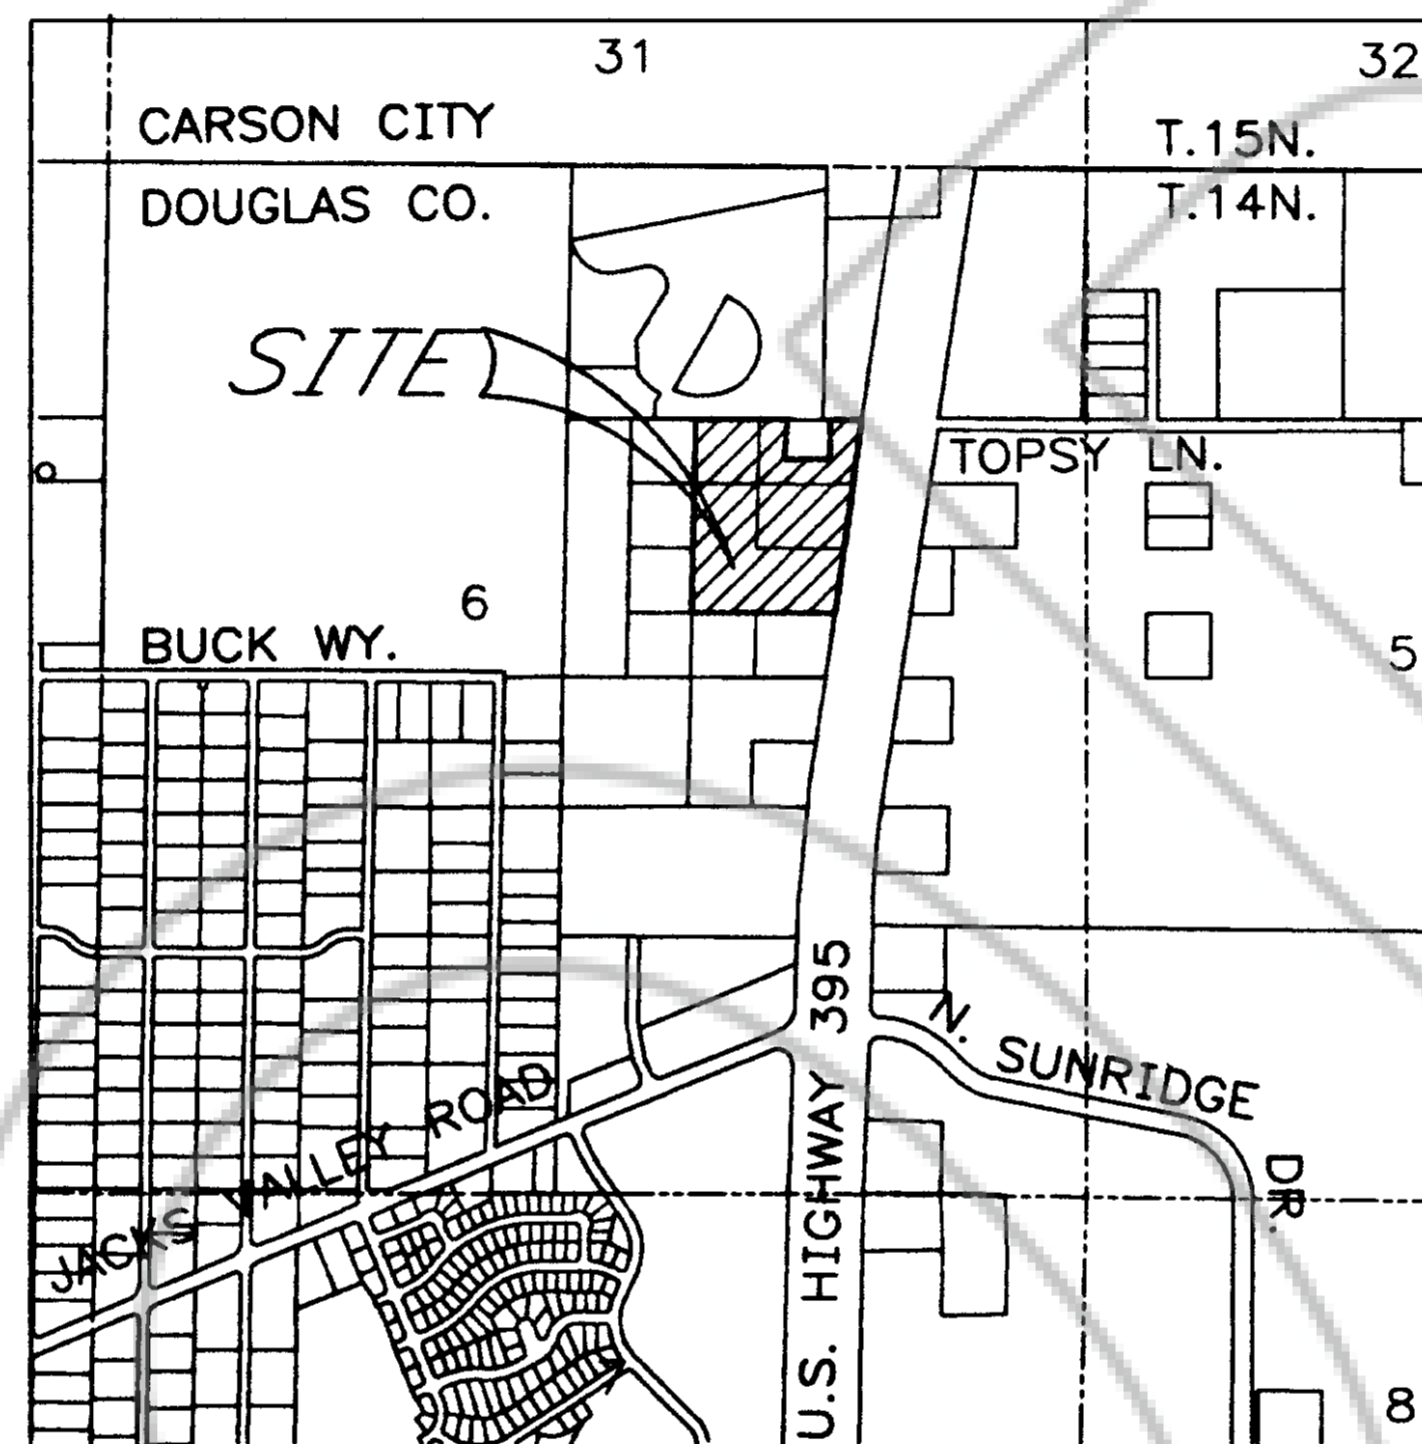 31
32
CARSON CITY
T.15N.
DOUGLAS CO.
T.14N.
SITE
TOPSY LN.
6
BUCK WY.
5
U.S. HIGHWAY 395
N. SUNRIDGE DR.
JACKS VALLEY ROAD
8